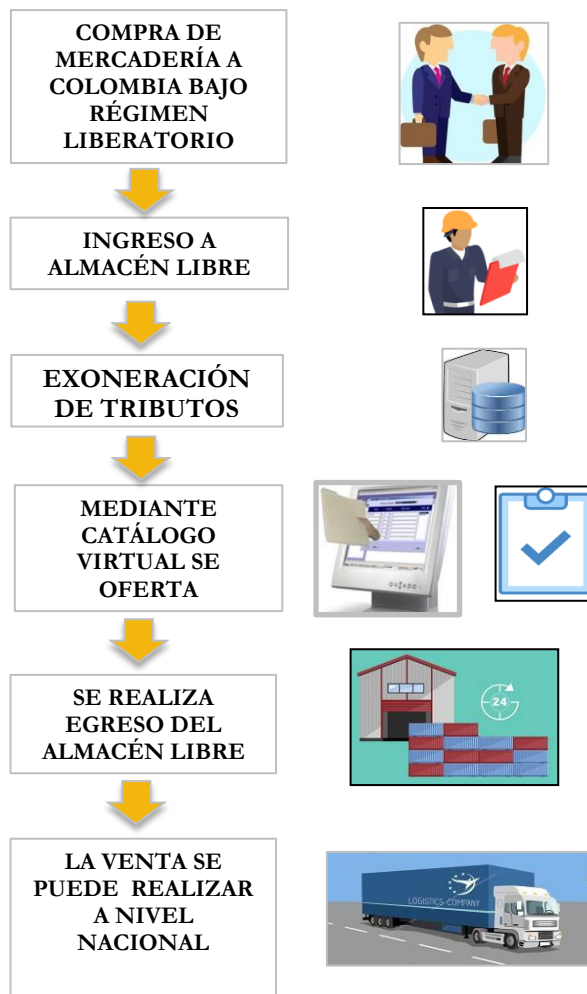 COMPRA DE
MERCADERÍA A
COLOMBIA BAJO
RÉGIMEN
LIBERATORIO
INGRESO A
ALMACÉN LIBRE
EXONERACIÓN
DE TRIBUTOS
MEDIANTE
CATÁLOGO
VIRTUAL SE
OFERTA
SE REALIZA
EGRESO DEL
ALMACÉN LIBRE
24
LA VENTA SE
PUEDE REALIZAR
A NIVEL
NACIONAL
LOGISTICS COMPANY